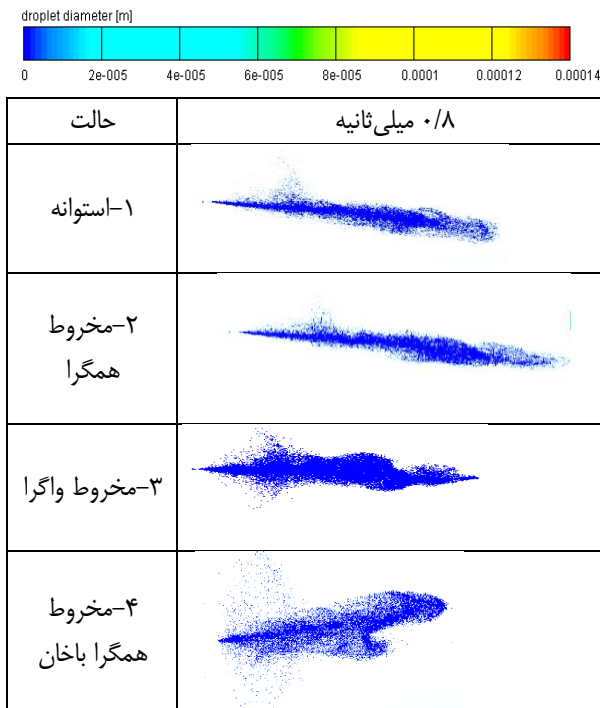 droplet diameter [m]
0 2e-005 4e-005 6e-005 8e-005 0.0001 0.00012 0.00014
حالت
۰/۸ میلی‌ثانیه
۱-استوانه
۲-مخروط
همگرا
۳-مخروط واگرا
۴-مخروط
همگرا باخان